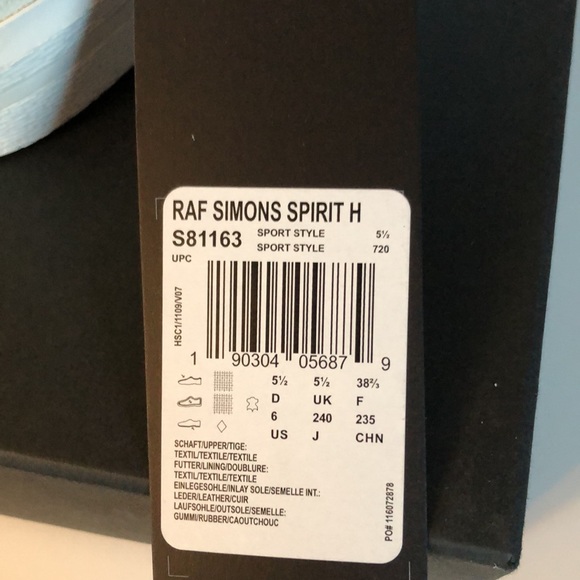 RAF SIMONS SPIRIT H
S81163 SPORT STYLE 5½
SPORT STYLE 720
UPC
HSC1/1109/V07
1 90304 05687 9
5½ 5½ 38⅔
D UK F
6 240 235
US J CHN
SCHAFT/UPPER/TIGE:
TEXTIL/TEXTILE/TEXTILE
FUTTER/LINING/DOUBLURE:
TEXTIL/TEXTILE/TEXTILE
EINLEGESOHLE/INLAY SOLE/SEMELLE INT.:
LEDER/LEATHER/CUIR
LAUFSOHLE/OUTSOLE/SEMELLE:
GUMMI/RUBBER/CAOUTCHOUC
PO# 116072878